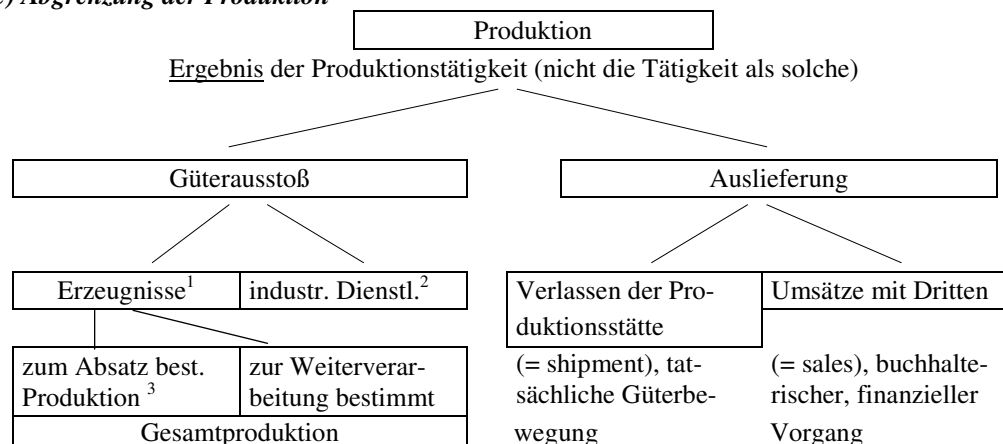 c) Abgrenzung der Produktion
Produktion
Ergebnis der Produktionstätigkeit (nicht die Tätigkeit als solche)
Güterausstoß
Auslieferung
Erzeugnisse¹
industr. Dienstl.²
Verlassen der Pro-
duktionsstätte
Umsätze mit Dritten
zum Absatz best.
Produktion ³
zur Weiterverar-
beitung bestimmt
Gesamtproduktion
(= shipment), tat-
sächliche Güterbe-
wegung
(= sales), buchhalte-
rischer, finanzieller
Vorgang